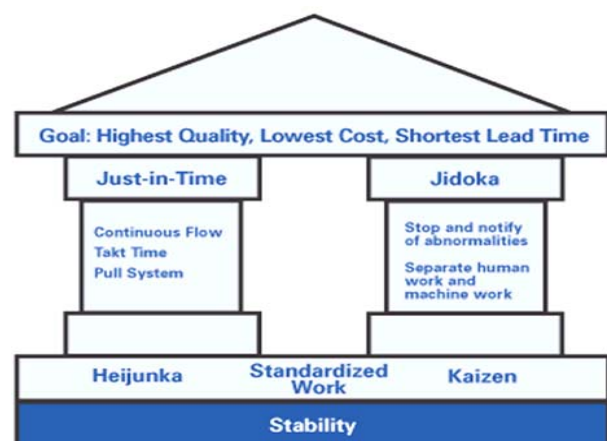 Goal: Highest Quality, Lowest Cost, Shortest Lead Time
Just-in-Time
Continuous Flow
Takt Time
Pull System
Jidoka
Stop and notify
of abnormalities
Separate human
work and
machine work
Heijunka
Standardized
Work
Kaizen
Stability